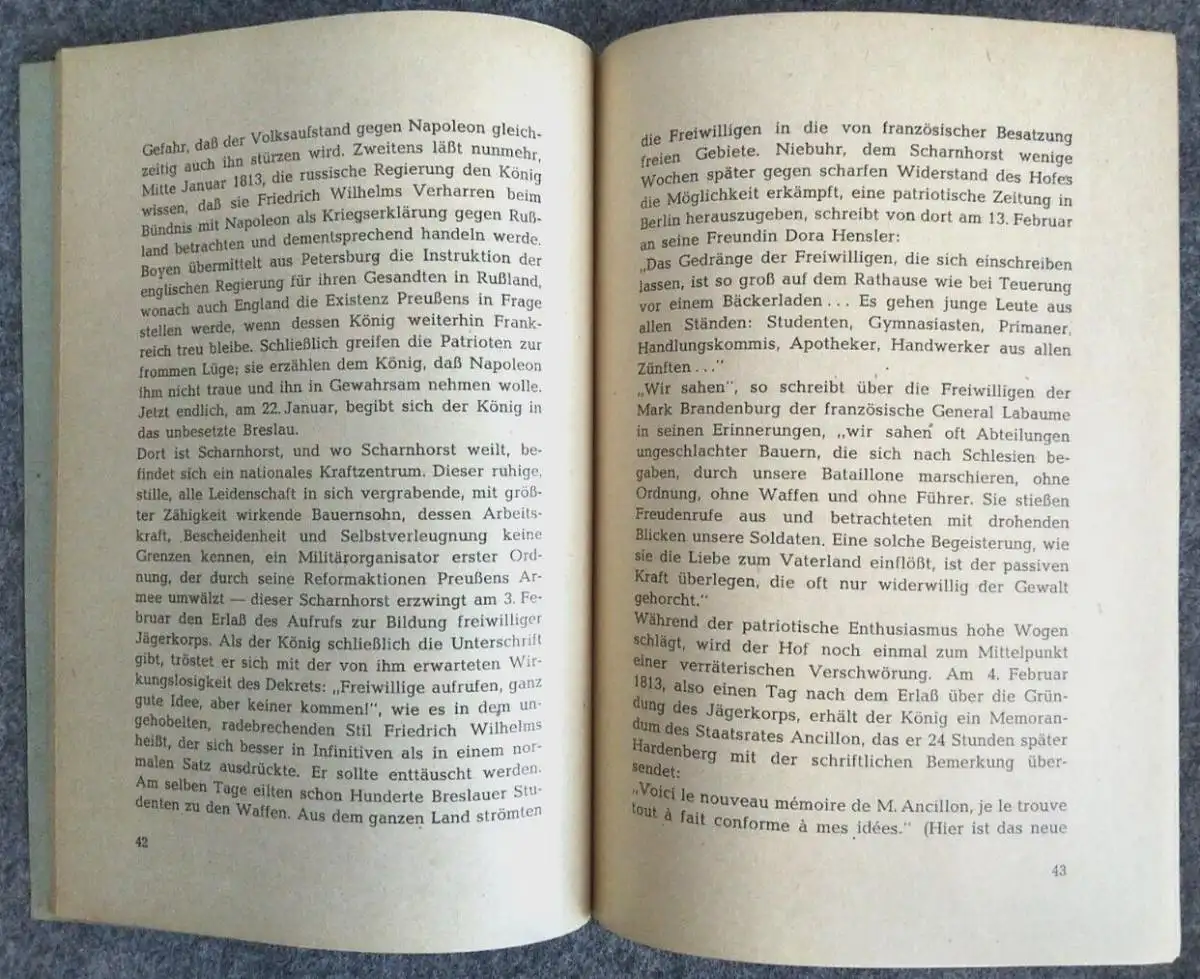 Gefahr, daß der Volksaufstand gegen Napoleon gleich-
zeitig auch ihn stürzen wird. Zweitens läßt nunmehr,
Mitte Januar 1813, die russische Regierung den König
wissen, daß sie Friedrich Wilhelms Verharren beim
Bündnis mit Napoleon als Kriegserklärung gegen Ruß-
land betrachten und dementsprechend handeln werde.
Boyen übermittelt aus Petersburg die Instruktion der
englischen Regierung für ihren Gesandten in Rußland,
wonach auch England die Existenz Preußens in Frage
stellen werde, wenn dessen König weiterhin Frank-
reich treu bleibe. Schließlich greifen die Patrioten zur
frommen Lüge; sie erzählen dem König, daß Napoleon
ihm nicht traue und ihn in Gewahrsam nehmen wolle.
Jetzt endlich, am 22. Januar, begibt sich der König in
das unbesetzte Breslau.
Dort ist Scharnhorst, und wo Scharnhorst weilt, be-
findet sich ein nationales Kraftzentrum. Dieser ruhige,
stille, alle Leidenschaft in sich vergrabende, mit größ-
ter Zähigkeit wirkende Bauernsohn, dessen Arbeits-
kraft, Bescheidenheit und Selbstverleugnung keine
Grenzen kennen, ein Militärorganisator erster Ord-
nung, der durch seine Reformaktionen Preußens Ar-
mee umwälzt — dieser Scharnhorst erzwingt am 3. Fe-
bruar den Erlaß des Aufrufs zur Bildung freiwilliger
Jägerkorps. Als der König schließlich die Unterschrift
gibt, tröstet er sich mit der von ihm erwarteten Wir-
kungslosigkeit des Dekrets: „Freiwillige aufrufen, ganz
gute Idee, aber keiner kommen!", wie es in dem un-
gehobelten, radebrechenden Stil Friedrich Wilhelms
heißt, der sich besser in Infinitiven als in einem nor-
malen Satz ausdrückte. Er sollte enttäuscht werden.
Am selben Tage eilten schon Hunderte Breslauer Stu-
denten zu den Waffen. Aus dem ganzen Land strömten
42
die Freiwilligen in die von französischer Besatzung
freien Gebiete. Niebuhr, dem Scharnhorst wenige
Wochen später gegen scharfen Widerstand des Hofes
die Möglichkeit erkämpft, eine patriotische Zeitung in
Berlin herauszugeben, schreibt von dort am 13. Februar
an seine Freundin Dora Hensler:
„Das Gedränge der Freiwilligen, die sich einschreiben
lassen, ist so groß auf dem Rathause wie bei Teuerung
vor einem Bäckerladen... Es gehen junge Leute aus
allen Ständen: Studenten, Gymnasiasten, Primaner,
Handlungskommis, Apotheker, Handwerker aus allen
Zünften..."
„Wir sahen", so schreibt über die Freiwilligen der
Mark Brandenburg der französische General Labaume
in seinen Erinnerungen, „wir sahen oft Abteilungen
ungeschlachter Bauern, die sich nach Schlesien be-
gaben, durch unsere Bataillone marschieren, ohne
Ordnung, ohne Waffen und ohne Führer. Sie stießen
Freudenrufe aus und betrachteten mit drohenden
Blicken unsere Soldaten. Eine solche Begeisterung, wie
sie die Liebe zum Vaterland einflößt, ist der passiven
Kraft überlegen, die oft nur widerwillig der Gewalt
gehorcht."
Während der patriotische Enthusiasmus hohe Wogen
schlägt, wird der Hof noch einmal zum Mittelpunkt
einer verräterischen Verschwörung. Am 4. Februar
1813, also einen Tag nach dem Erlaß über die Grün-
dung des Jägerkorps, erhält der König ein Memoran-
dum des Staatsrates Ancillon, das er 24 Stunden später
Hardenberg mit der schriftlichen Bemerkung über-
sendet:
„Voici le nouveau mémoire de M. Ancillon, je le trouve
tout à fait conforme à mes idées." (Hier ist das neue
43